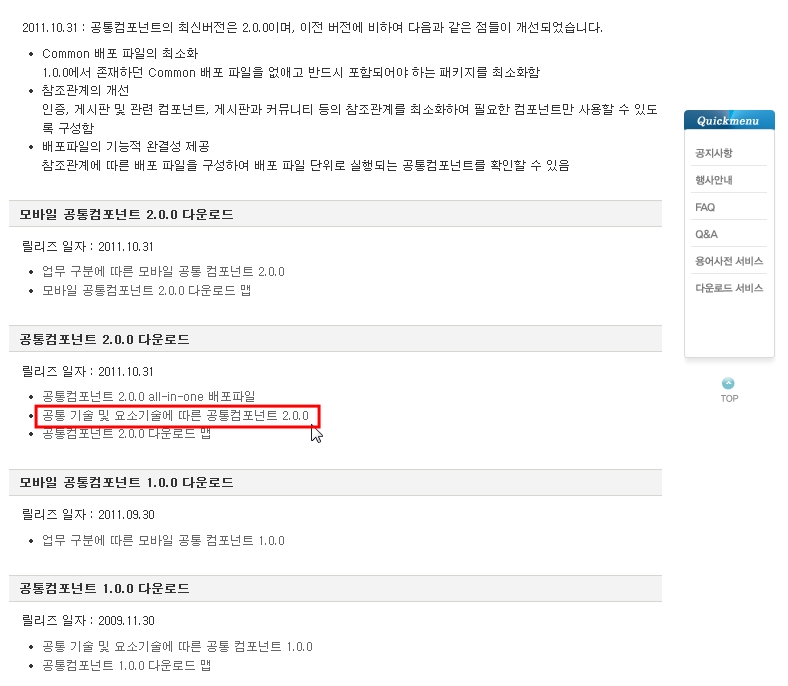 2011.10.31 : 공통컴포넌트의 최신버전은 2.0.0이며, 이전 버전에 비하여 다음과 같은 점들이 개선되었습니다.
• Common 배포 파일의 최소화
1.0.0에서 존재하던 Common 배포 파일을 없애고 반드시 포함되어야 하는 패키지를 최소화함
• 참조관계의 개선
인증, 게시판 및 관련 컴포넌트, 게시판과 커뮤니티 등의 참조관계를 최소화하여 필요한 컴포넌트만 사용할 수 있도
록 구성함
• 배포파일의 기능적 완결성 제공
참조관계에 따른 배포 파일을 구성하여 배포 파일 단위로 실행되는 공통컴포넌트를 확인할 수 있음
모바일 공통컴포넌트 2.0.0 다운로드
릴리즈 일자 : 2011.10.31
• 업무 구분에 따른 모바일 공통 컴포넌트 2.0.0
• 모바일 공통컴포넌트 2.0.0 다운로드 맵
공통컴포넌트 2.0.0 다운로드
릴리즈 일자 : 2011.10.31
• 공통컴포넌트 2.0.0 all-in-one 배포파일
• 공통 기술 및 요소기술에 따른 공통컴포넌트 2.0.0
• 공통컴포넌트 2.0.0 다운로드 맵
모바일 공통컴포넌트 1.0.0 다운로드
릴리즈 일자 : 2011.09.30
• 업무 구분에 따른 모바일 공통 컴포넌트 1.0.0
공통컴포넌트 1.0.0 다운로드
릴리즈 일자 : 2009.11.30
• 공통 기술 및 요소기술에 따른 공통 컴포넌트 1.0.0
• 공통컴포넌트 1.0.0 다운로드 맵
Quickmenu
공지사항
행사안내
FAQ
Q&A
용어사전 서비스
다운로드 서비스
TOP